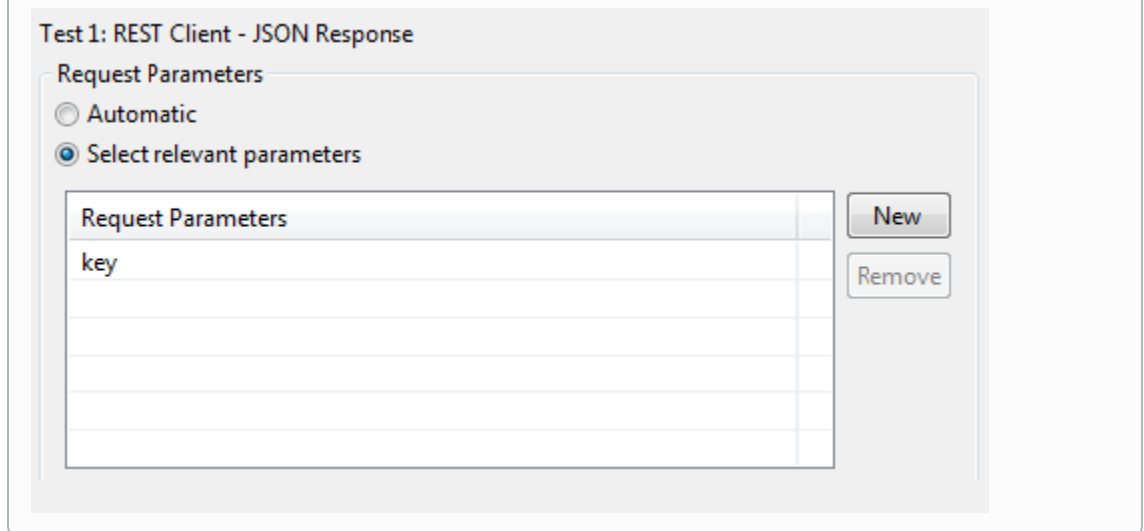 Test 1: REST Client - JSON Response
Request Parameters
Automatic
Select relevant parameters
Request Parameters
New
key
Remove